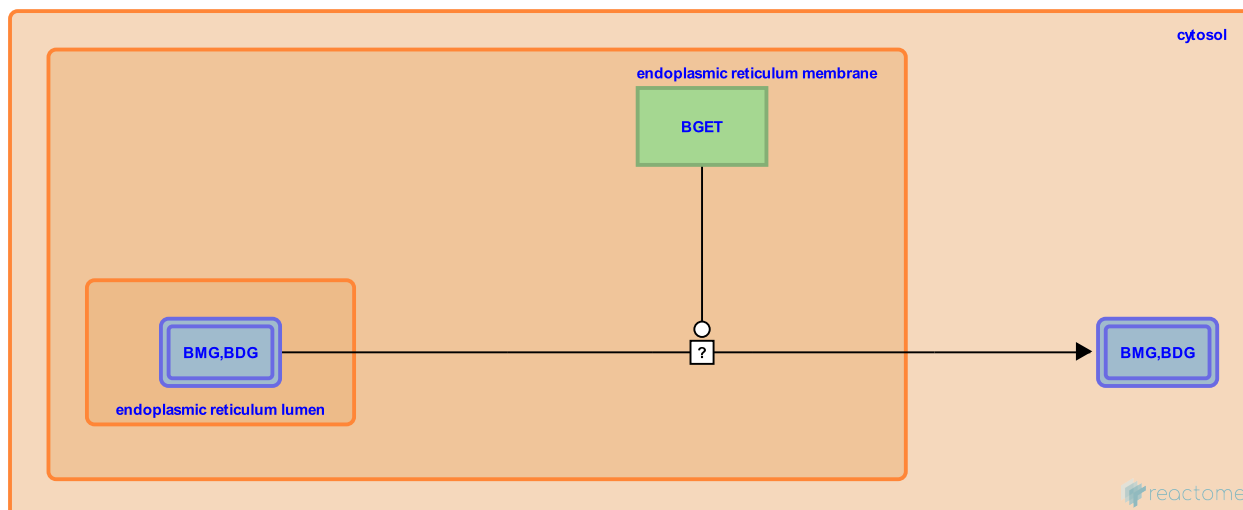 cytosol
endoplasmic reticulum membrane
BGET
?
BMG,BDG
BMG,BDG
endoplasmic reticulum lumen
reactome